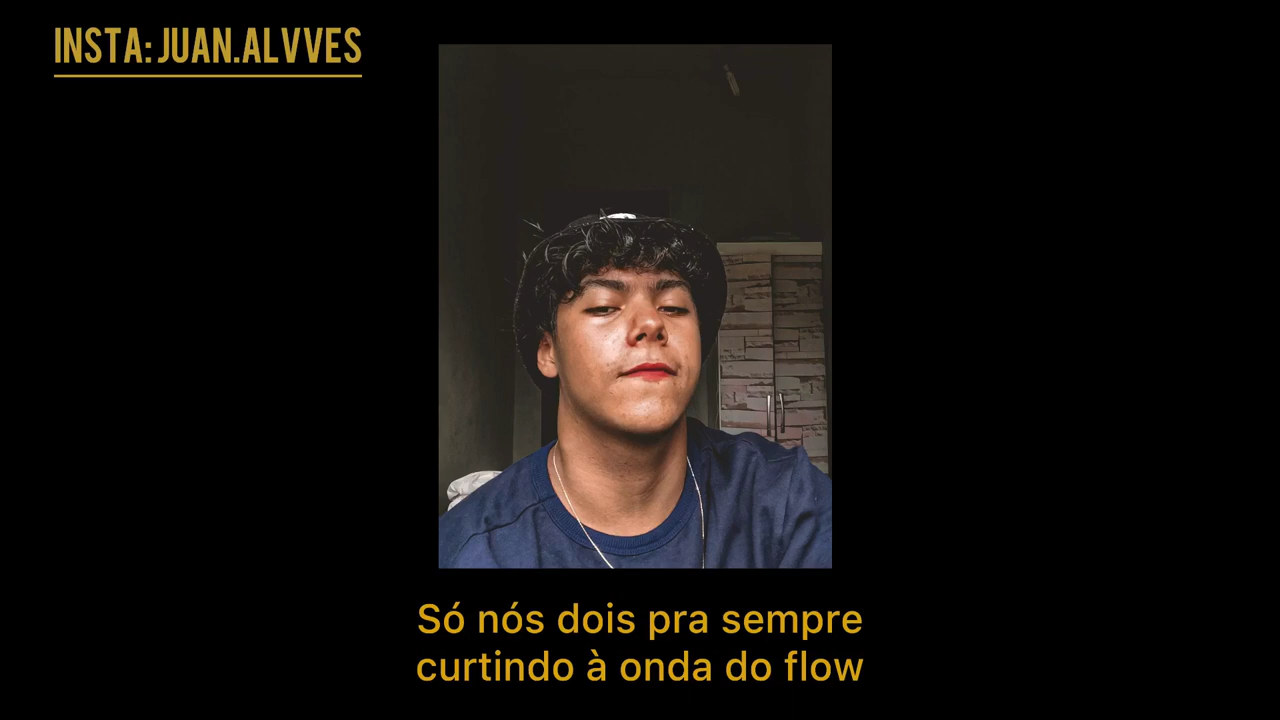 INSTA: JUAN.ALVVES
Só nós dois pra sempre
curtindo à onda do flow